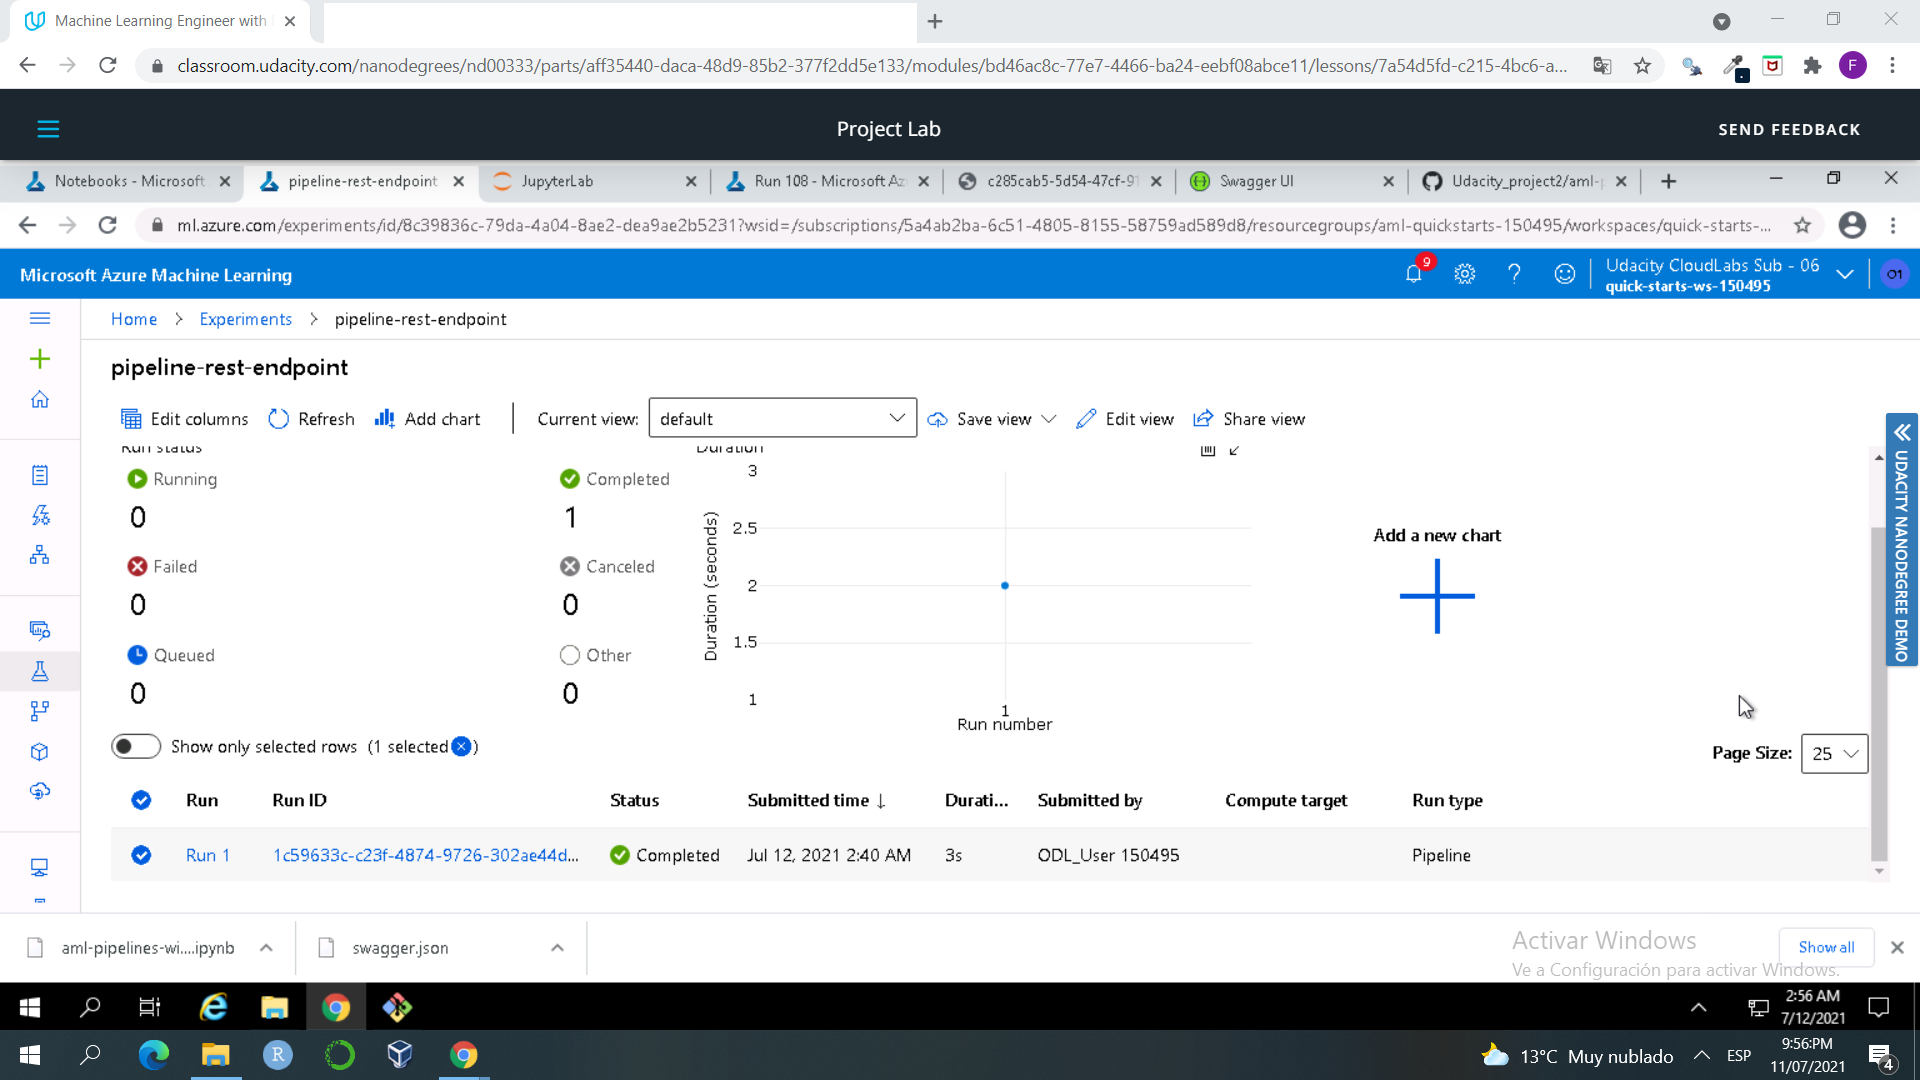 Machine Learning Engineer with
classroom.udacity.com/nanodegrees/nd00333/parts/aff35440-daca-48d9-85b2-377f2dd5e133/modules/bd46ac8c-77e7-4466-ba24-eebf08abce11/lessons/7a54d5fd-c215-4bc6-a...
F
Project Lab
SEND FEEDBACK
Notebooks - Microsoft
pipeline-rest-endpoint
JupyterLab
Run 108 - Microsoft Az
c285cab5-5d54-47cf-91
Swagger UI
Udacity_project2/aml-p
ml.azure.com/experiments/id/8c39836c-79da-4a04-8ae2-dea9ae2b5231?wsid=/subscriptions/5a4ab2ba-6c51-4805-8155-58759ad589d8/resourcegroups/aml-quickstarts-150495/workspaces/quick-starts-...
Microsoft Azure Machine Learning
9
Udacity CloudLabs Sub - 06
quick-starts-ws-150495
O1
Home > Experiments > pipeline-rest-endpoint
pipeline-rest-endpoint
Edit columns
Refresh
Add chart
Current view:
default
Save view
Edit view
Share view
Run status
Running
0
Completed
1
Failed
0
Canceled
0
Queued
0
Other
0
Duration
Duration (seconds)
3
2.5
2
1.5
1
1
Run number
Add a new chart
UDACITY NANODEGREE DEMO
Show only selected rows (1 selected )
Page Size:
25
Run
Run ID
Status
Submitted time ↓
Durati...
Submitted by
Compute target
Run type
Run 1
1c59633c-c23f-4874-9726-302ae44d...
Completed
Jul 12, 2021 2:40 AM
3s
ODL_User 150495
Pipeline
aml-pipelines-wi....ipynb
swagger.json
Activar Windows
Ve a Configuración para activar Windows.
Show all
2:56 AM
7/12/2021
R
13°C Muy nublado
ESP
9:56:PM
11/07/2021
4